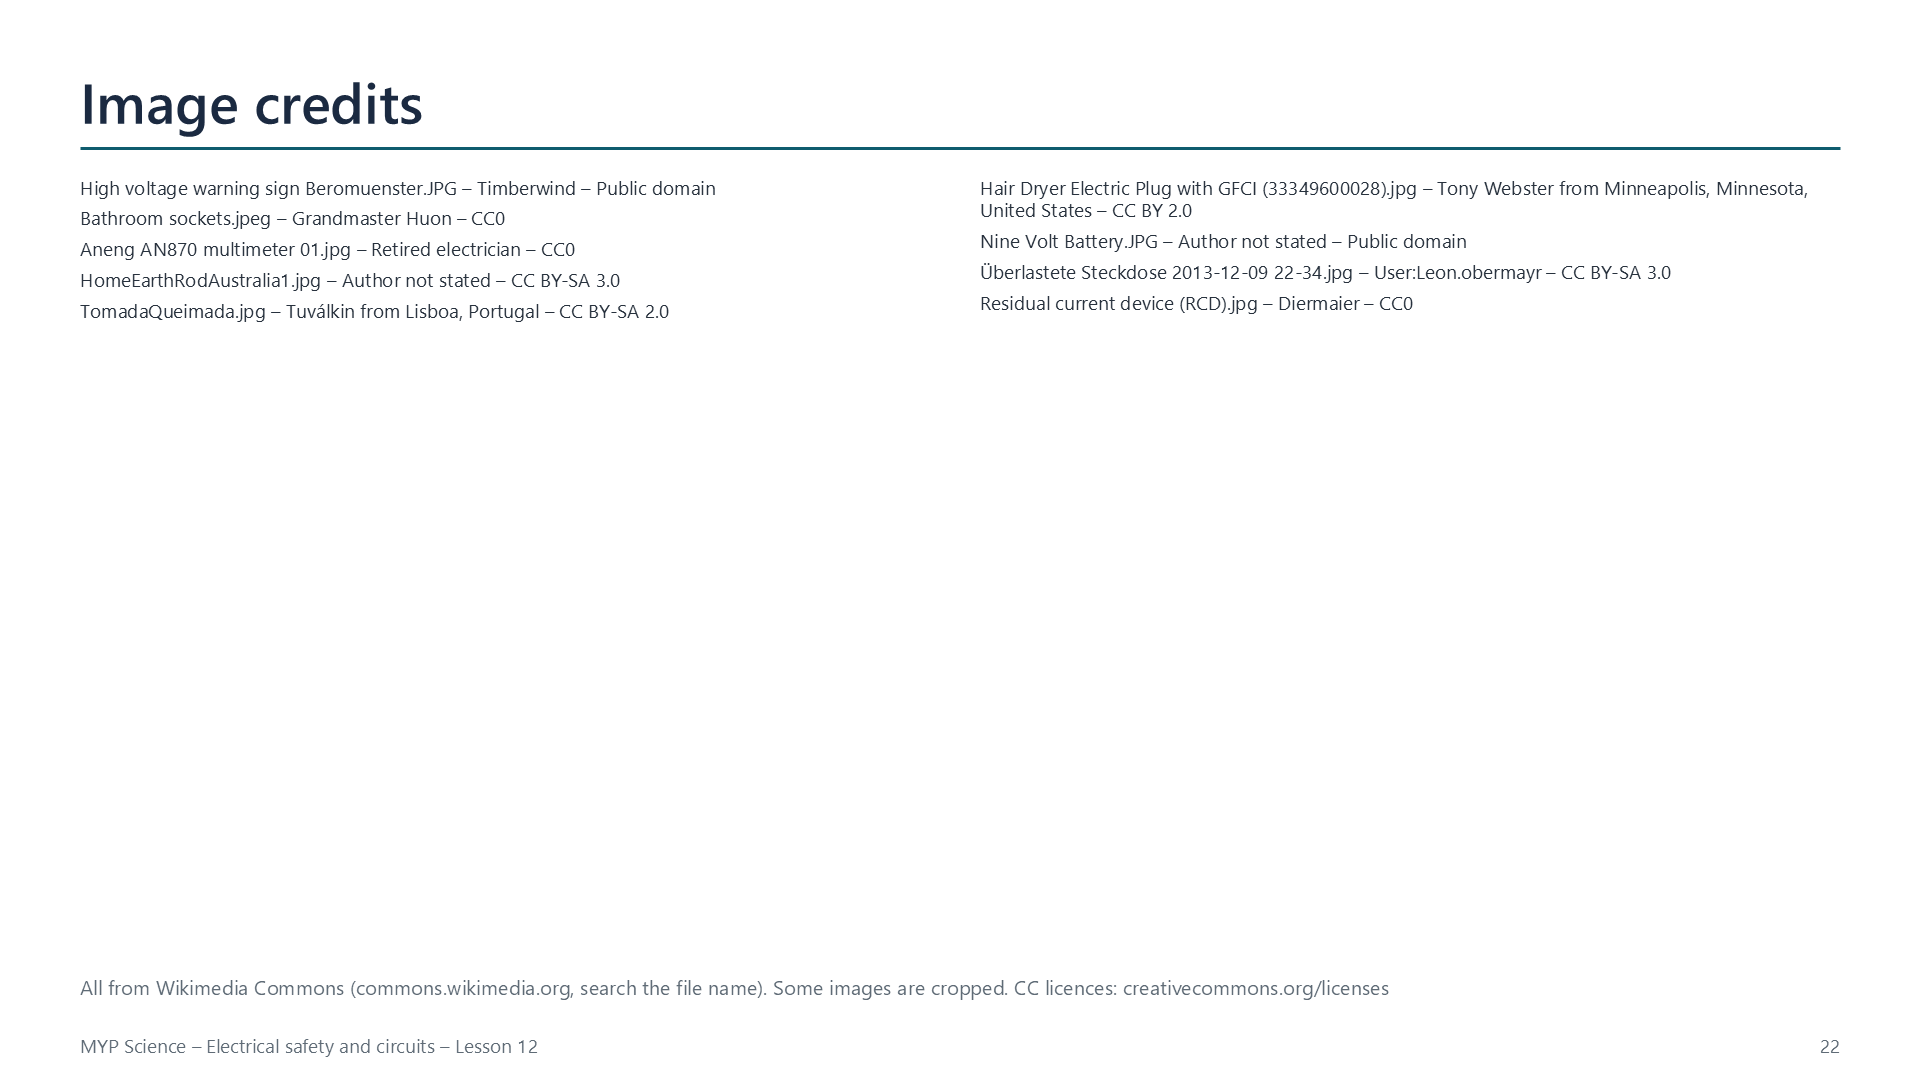 Image credits
High voltage warning sign Beromuenster.JPG – Timberwind – Public domain
Bathroom sockets.jpeg – Grandmaster Huon – CC0
Aneng AN870 multimeter 01.jpg – Retired electrician – CC0
HomeEarthRodAustralia1.jpg – Author not stated – CC BY-SA 3.0
TomadaQueimada.jpg – Tuválkin from Lisboa, Portugal – CC BY-SA 2.0
Hair Dryer Electric Plug with GFCI (33349600028).jpg – Tony Webster from Minneapolis, Minnesota,
United States – CC BY 2.0
Nine Volt Battery.JPG – Author not stated – Public domain
Überlastete Steckdose 2013-12-09 22-34.jpg – User:Leon.obermayr – CC BY-SA 3.0
Residual current device (RCD).jpg – Diermaier – CC0
All from Wikimedia Commons (commons.wikimedia.org, search the file name). Some images are cropped. CC licences: creativecommons.org/licenses
MYP Science – Electrical safety and circuits – Lesson 12
22